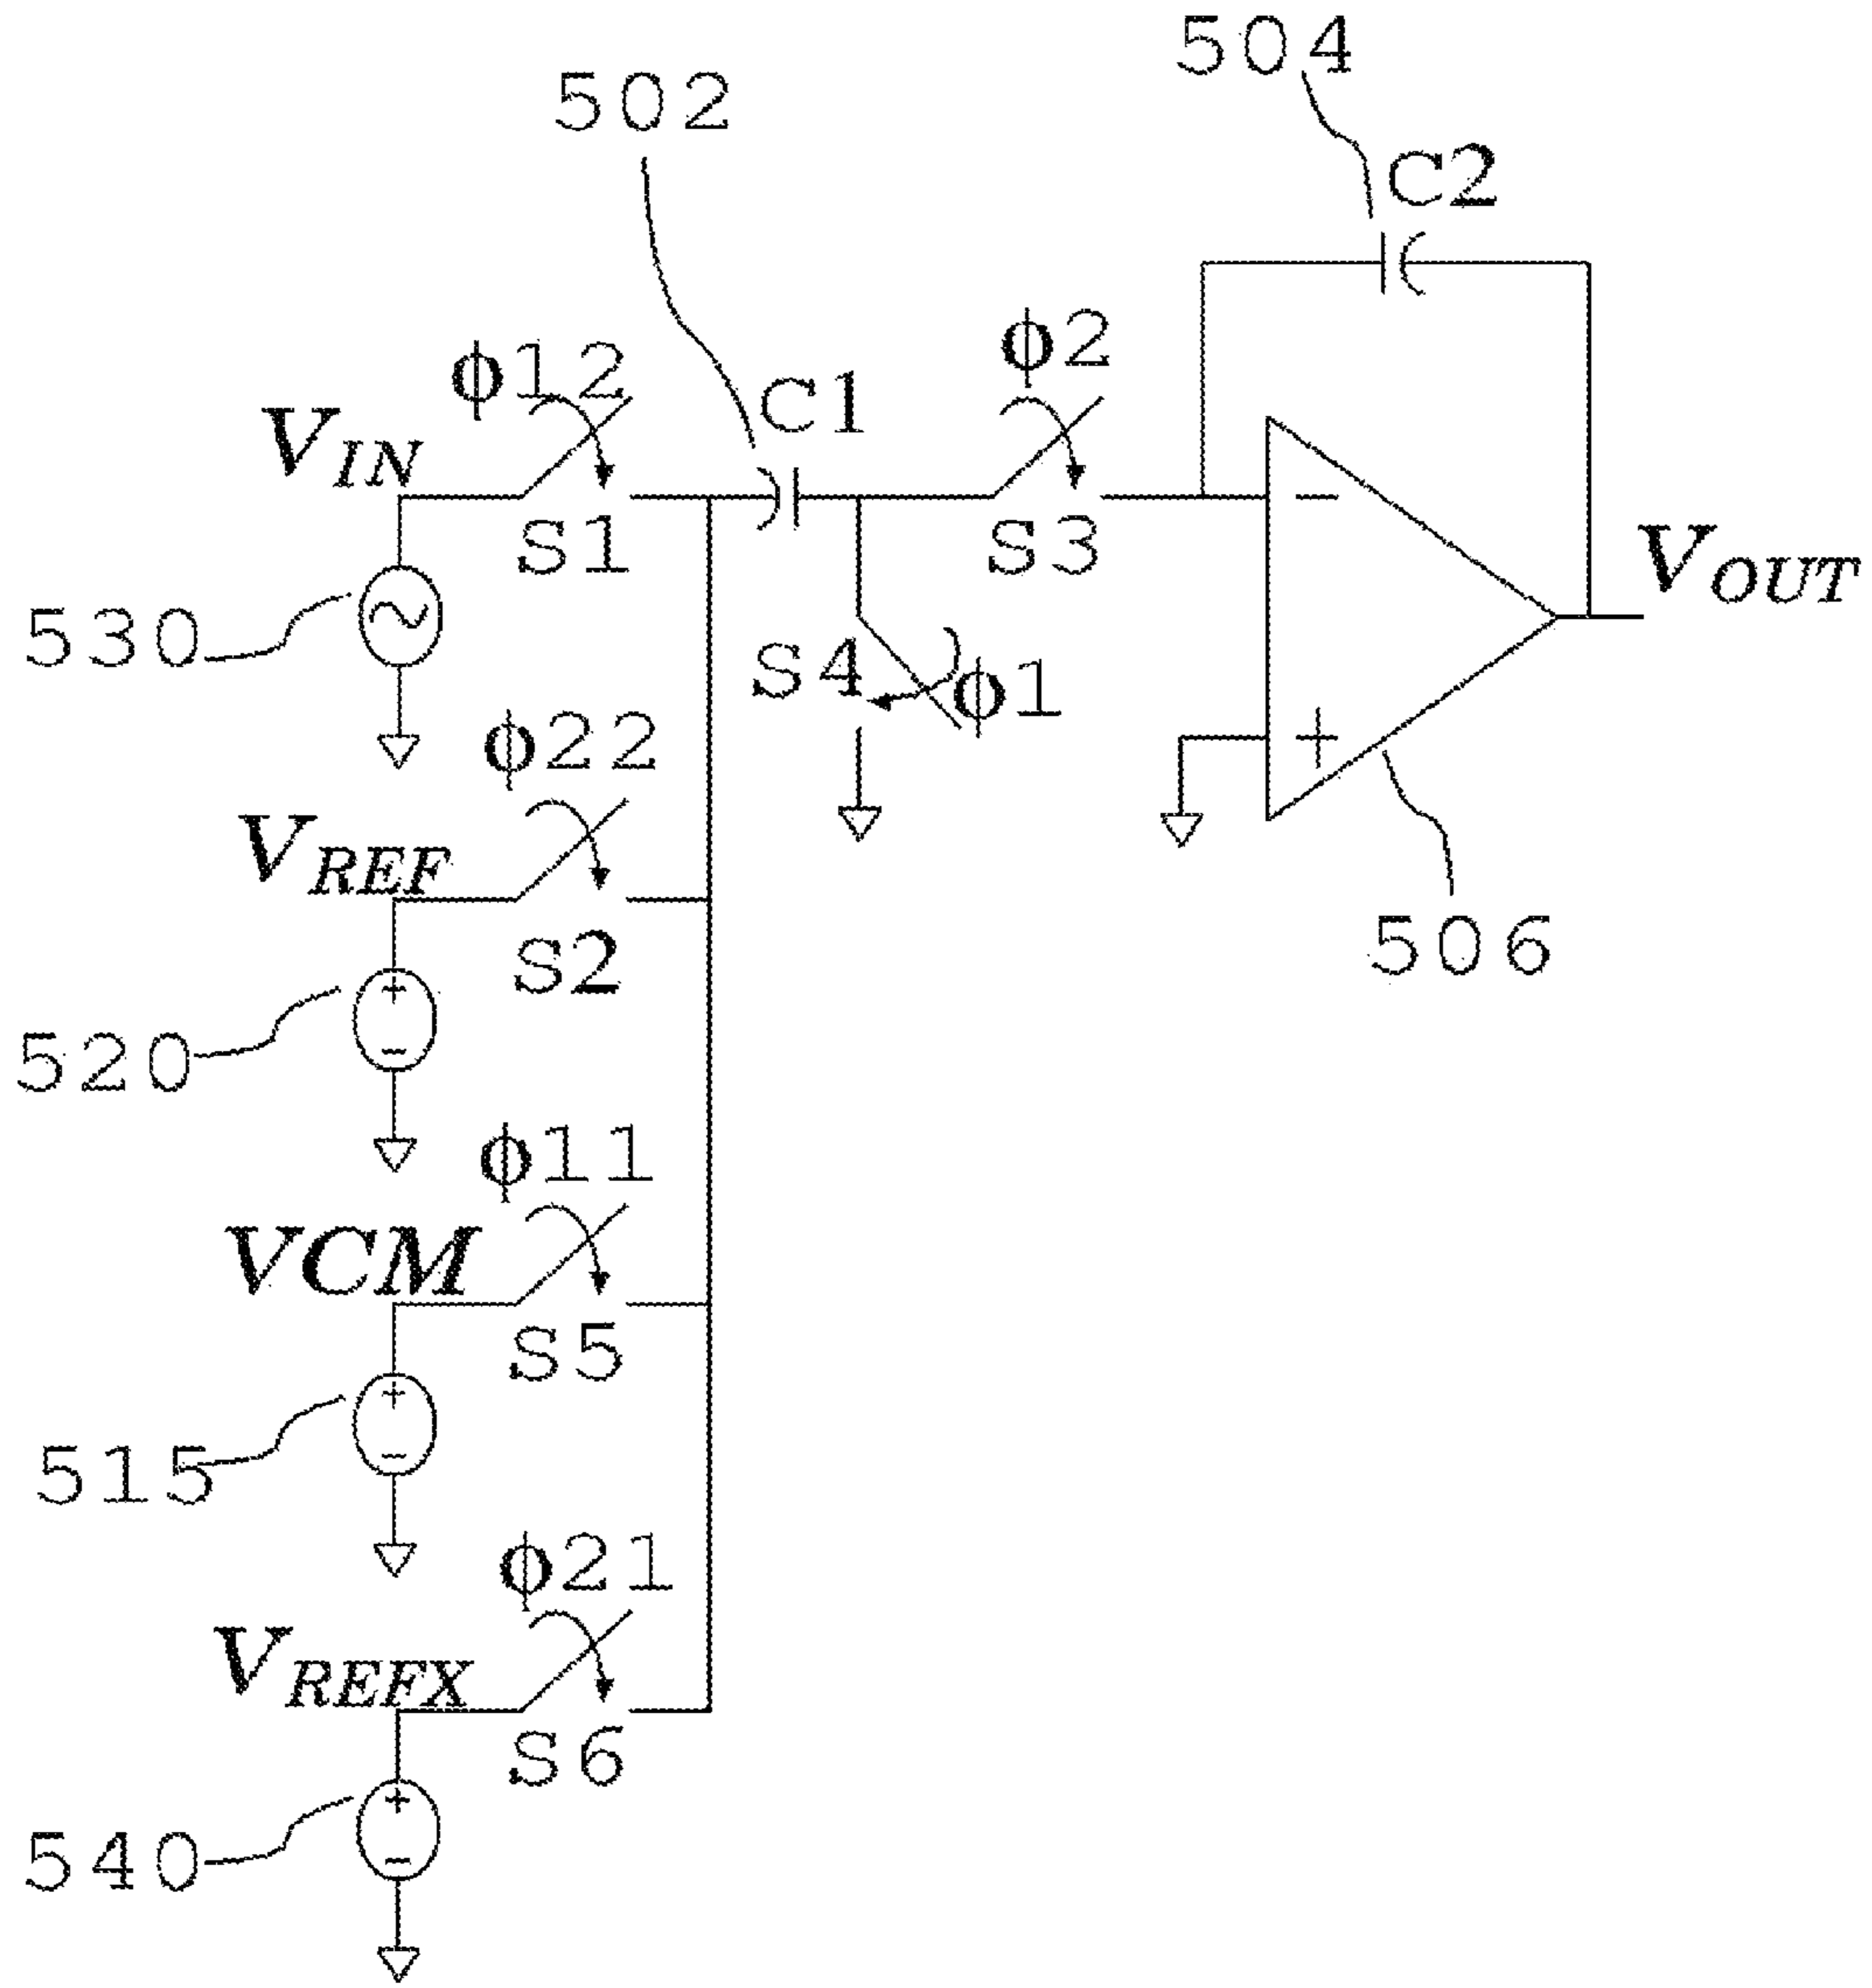 504
502
C2
ϕ2
ϕ12
C1
V_IN
S1
S3
V_OUT
530
S4
ϕ1
ϕ22
V_REF
S2
506
520
ϕ11
VCM
S5
515
ϕ21
V_REFX
S6
540